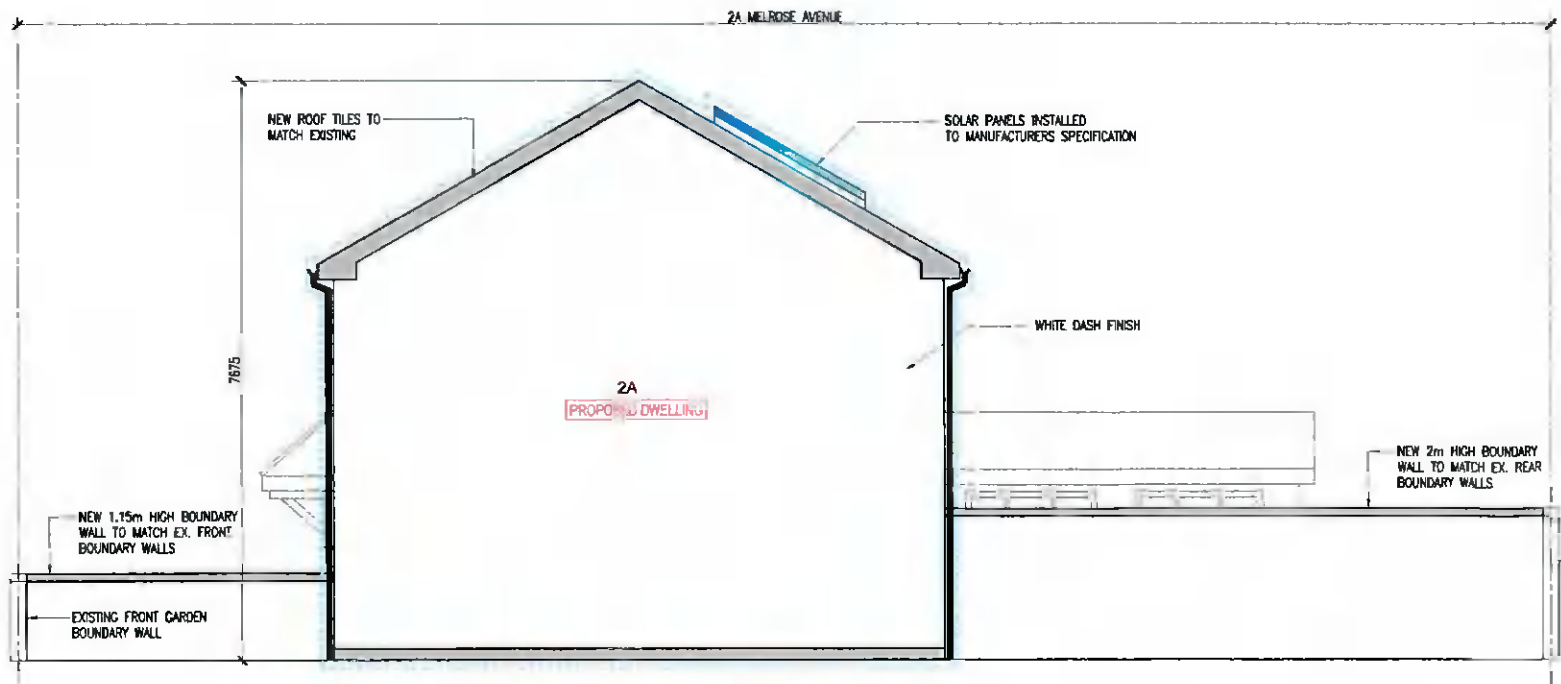 2A MELROSE AVENUE
NEW ROOF TILES TO
MATCH EXISTING
SOLAR PANELS INSTALLED
TO MANUFACTURERS SPECIFICATION
7675
WHITE DASH FINISH
2A
PROPOSED DWELLING
NEW 2m HIGH BOUNDARY
WALL TO MATCH EX. REAR
BOUNDARY WALLS
NEW 1.15m HIGH BOUNDARY
WALL TO MATCH EX. FRONT
BOUNDARY WALLS
EXISTING FRONT GARDEN
BOUNDARY WALL